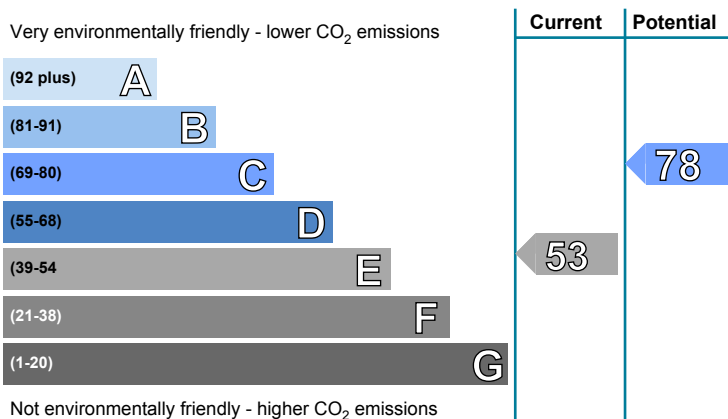 Very environmentally friendly - lower CO₂ emissions
Current
Potential
(92 plus) A
(81-91) B
(69-80) C
78
(55-68) D
(39-54 E
53
(21-38) F
(1-20) G
Not environmentally friendly - higher CO₂ emissions